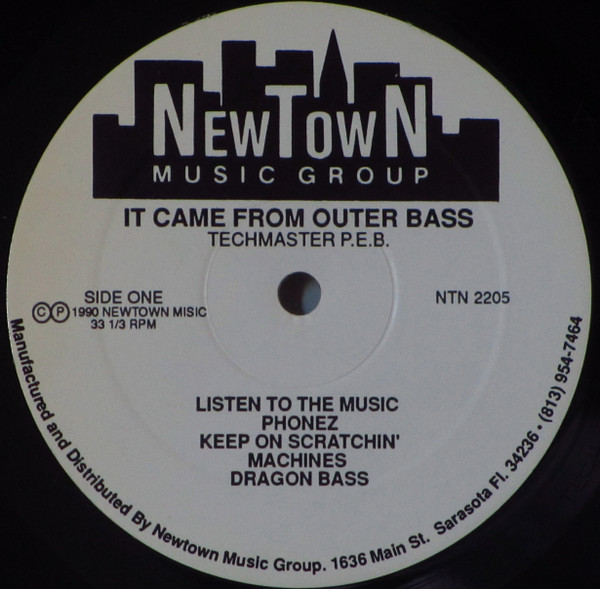 NEWTOWN
MUSIC GROUP
IT CAME FROM OUTER BASS
TECHMASTER P.E.B.
SIDE ONE
NTN 2205
©℗1990 NEWTOWN MISIC
33 1/3 RPM
LISTEN TO THE MUSIC
PHONEZ
KEEP ON SCRATCHIN'
MACHINES
DRAGON BASS
Manufactured and Distributed By Newtown Music Group. 1636 Main St. Sarasota Fl. 34236 • (813) 954-7464